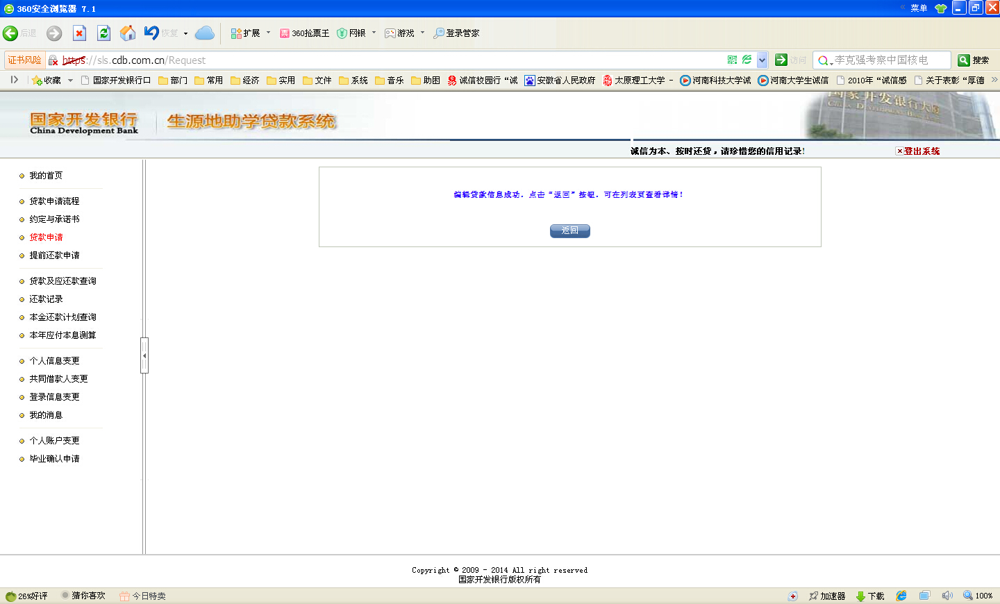 360安全浏览器 7.1
菜单
后退
恢复
扩展
360抢票王
网银
游戏
登录管家
证书风险
https://sls.cdb.com.cn/Request
访问
李克强考察中国核电
搜索
收藏
国家开发银行口
部门
常用
经济
实用
文件
系统
音乐
助困
诚信校园行“诚
安徽省人民政府
太原理工大学 -
河南科技大学诚
河南大学生诚信
2010年“诚信感
关于表彰“厚德
国家开发银行
China Development Bank
生源地助学贷款系统
国家开发银行大厦
诚信为本、按时还贷，请珍惜您的信用记录!
登出系统
我的首页
贷款申请流程
约定与承诺书
贷款申请
提前还款申请
贷款及应还款查询
还款记录
本金还款计划查询
本年应付本息测算
个人信息变更
共同借款人变更
登录信息变更
我的消息
个人账户变更
毕业确认申请
编辑贷款信息成功，点击“返回”按钮，可在列表页查看详情!
返回
Copyright © 2009 - 2014 All right reserved
国家开发银行版权所有
26%好评
猜你喜欢
今日特卖
加速器
下载
100%